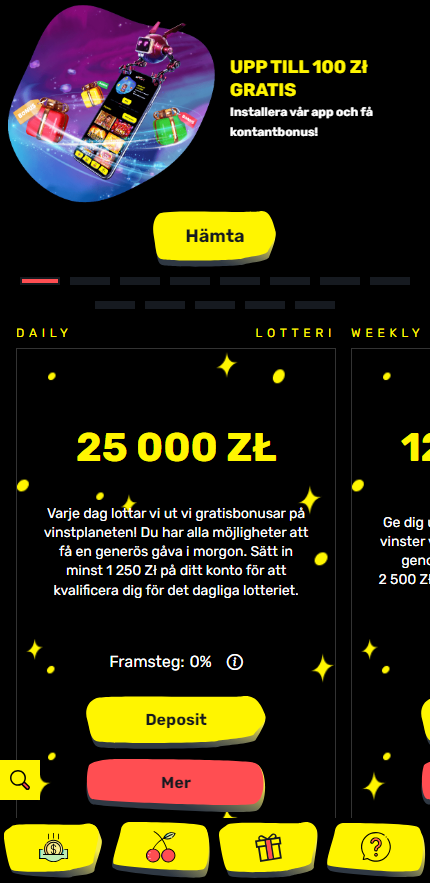 UPP TILL 100 Zł
GRATIS
Installera vår app och få
kontantbonus!
Hämta
DAILY
LOTTERI
WEEKLY
25 000 ZŁ
Varje dag lottar vi ut vi gratisbonusar på
vinstplaneten! Du har alla möjligheter att
få en generös gåva i morgon. Sätt in
minst 1 250 Zł på ditt konto för att
kvalificera dig för det dagliga lotteriet.
Framsteg: 0%
Deposit
Mer
12
Ge dig
vinster
2 500 Z